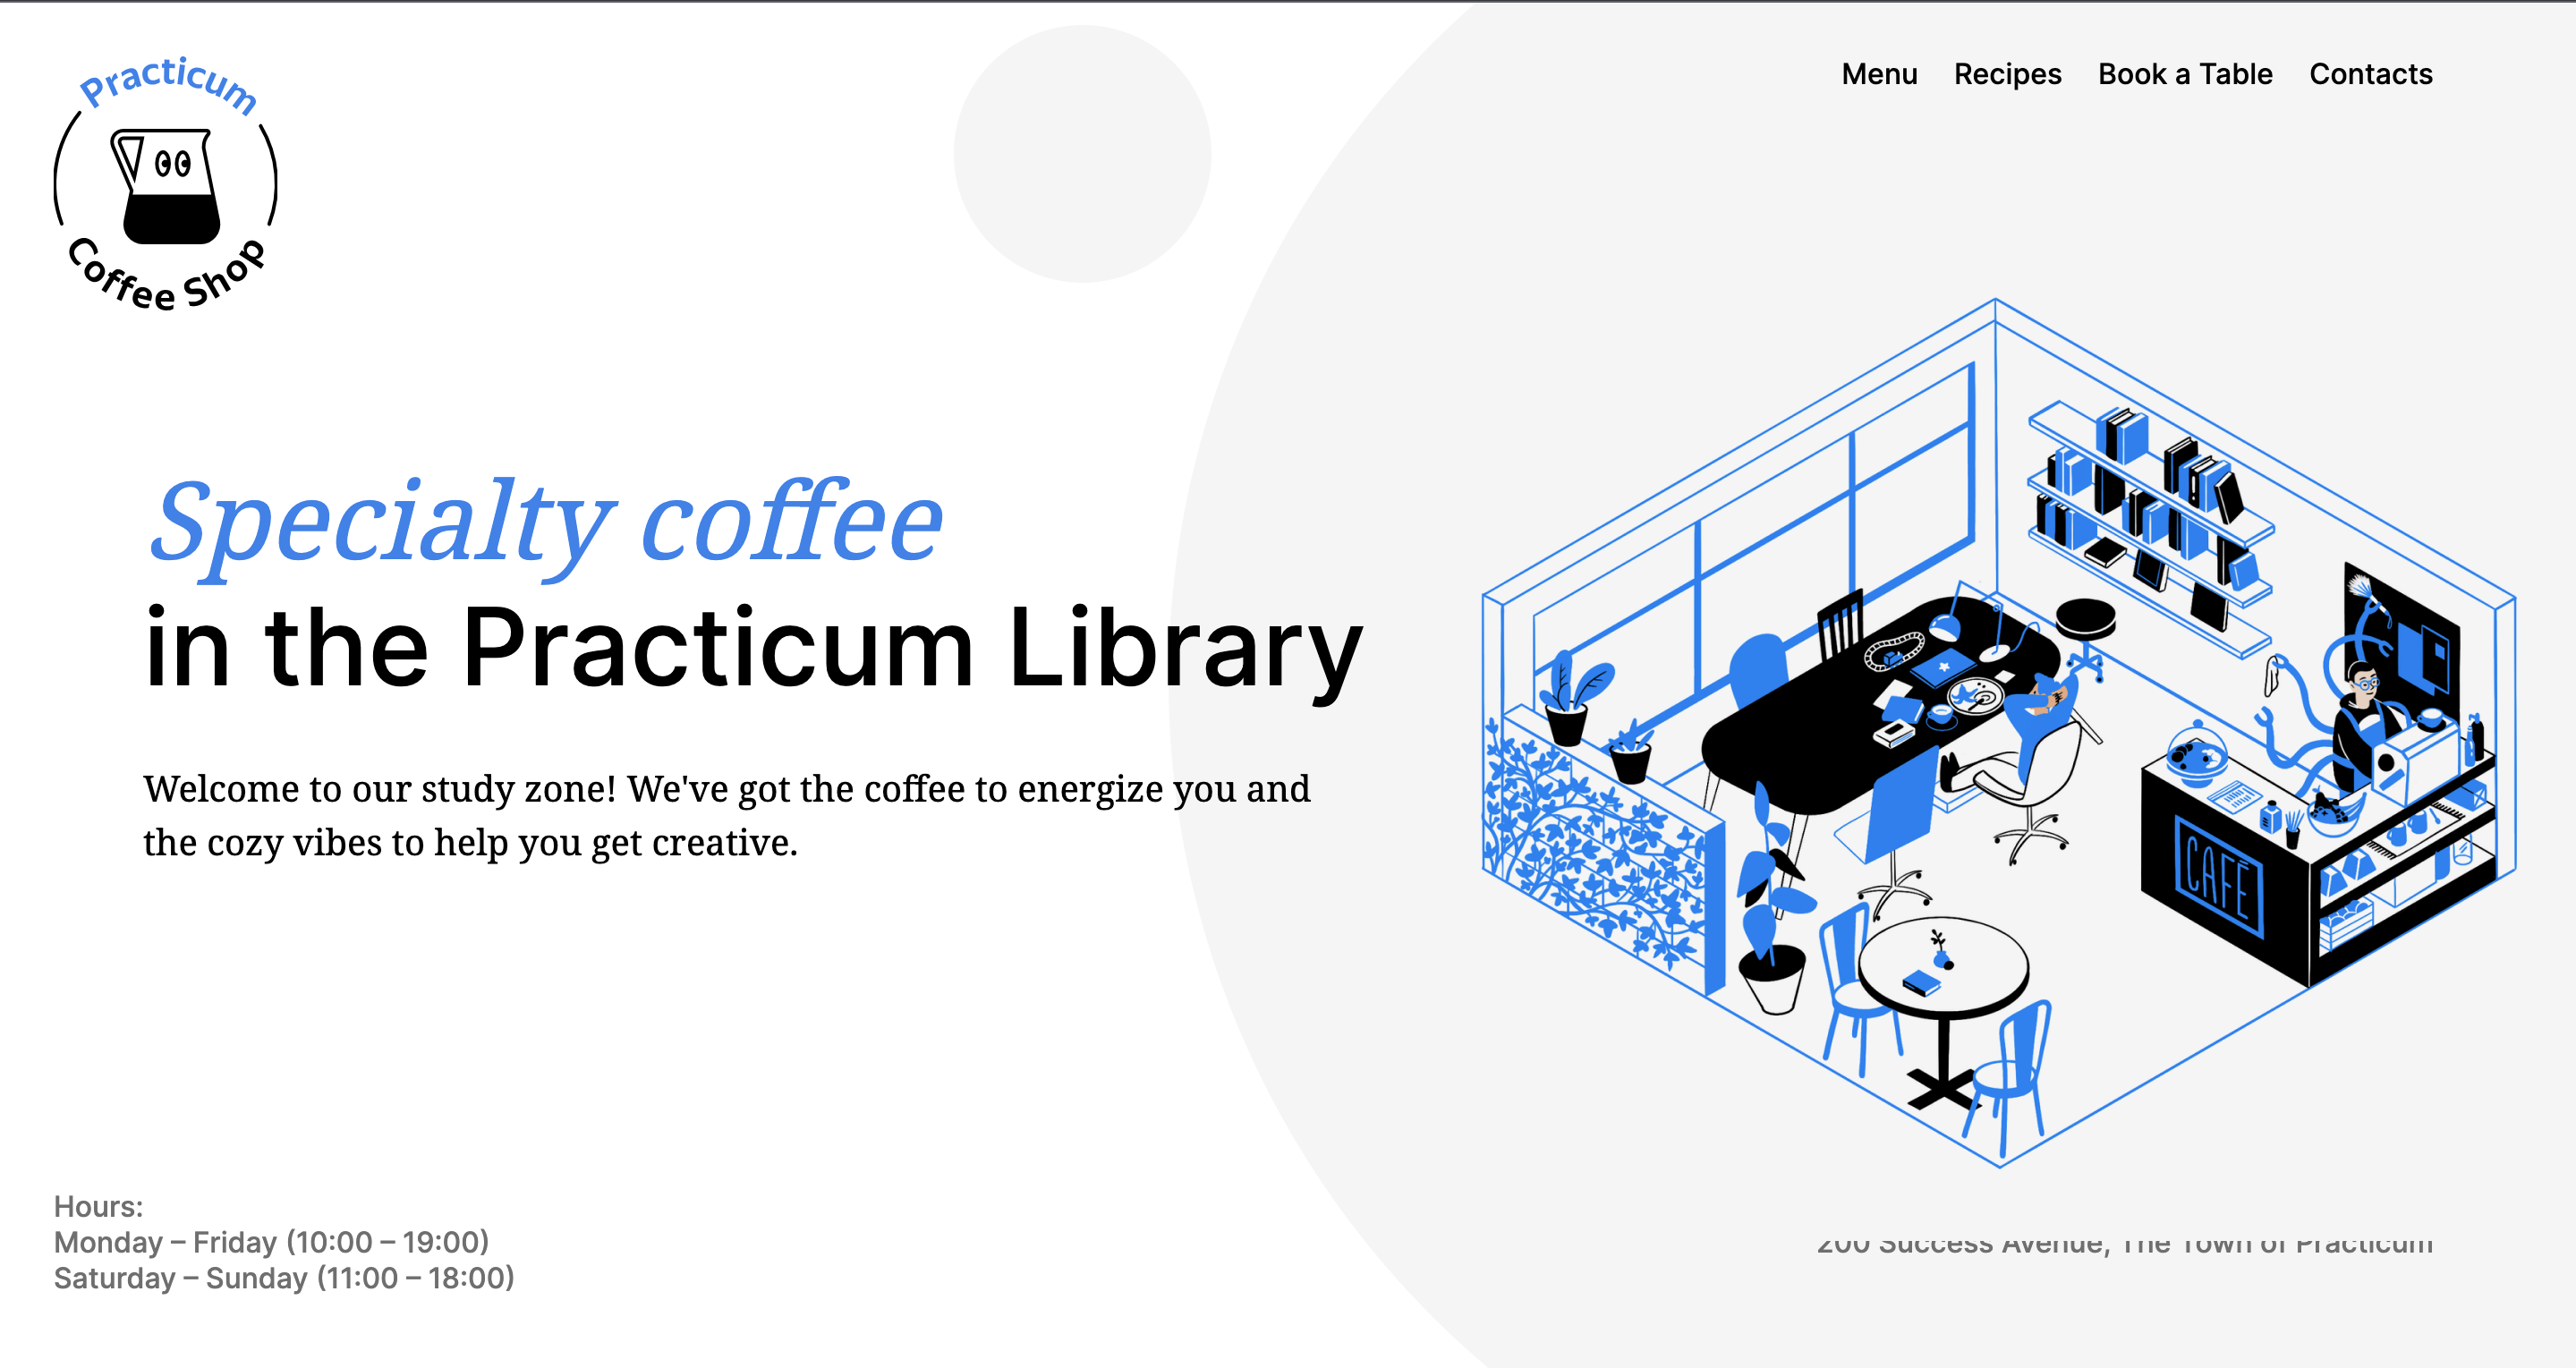 Practicum
Coffee Shop
Menu Recipes Book a Table Contacts
Specialty coffee
in the Practicum Library
Welcome to our study zone! We've got the coffee to energize you and
the cozy vibes to help you get creative.
CAFÉ
Hours:
Monday – Friday (10:00 – 19:00)
Saturday – Sunday (11:00 – 18:00)
200 Success Avenue, The Town of Practicum